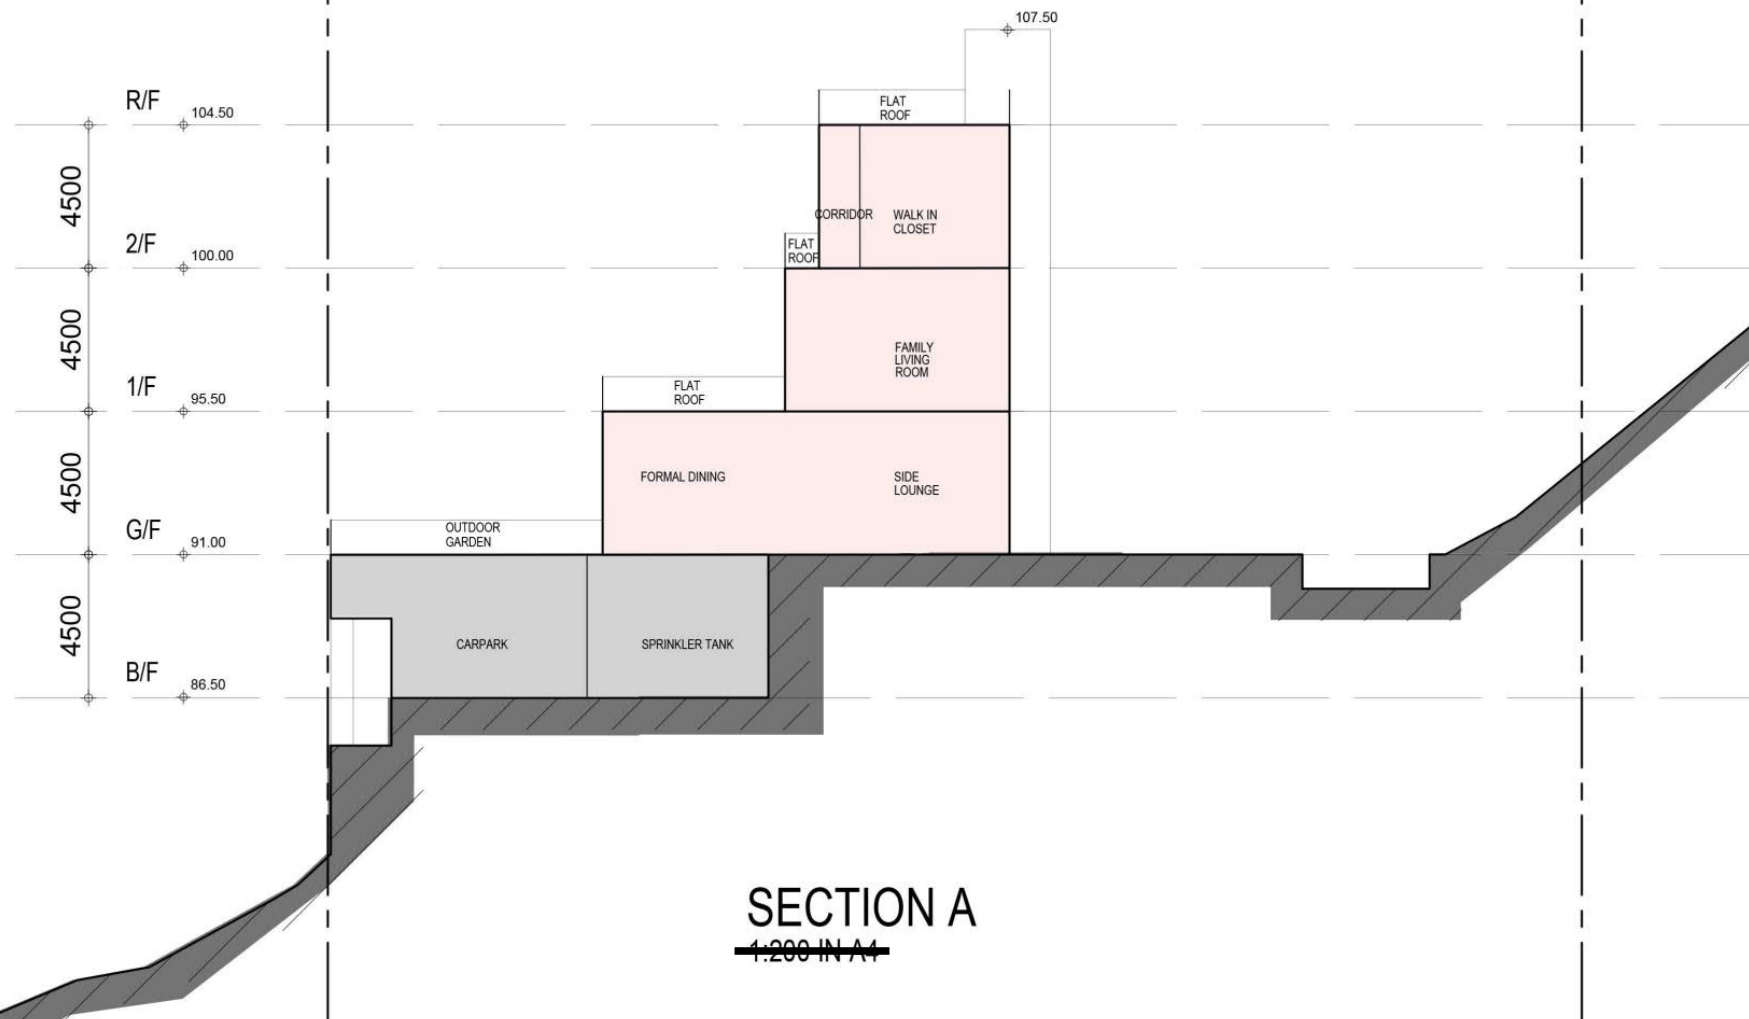 107.50
R/F
104.50
FLAT
ROOF
4500
CORRIDOR
WALK IN
CLOSET
2/F
100.00
FLAT
ROOF
4500
FAMILY
LIVING
ROOM
1/F
95.50
FLAT
ROOF
4500
FORMAL DINING
SIDE
LOUNGE
G/F
91.00
OUTDOOR
GARDEN
4500
CARPARK
SPRINKLER TANK
B/F
86.50
SECTION A
1:200 IN A4